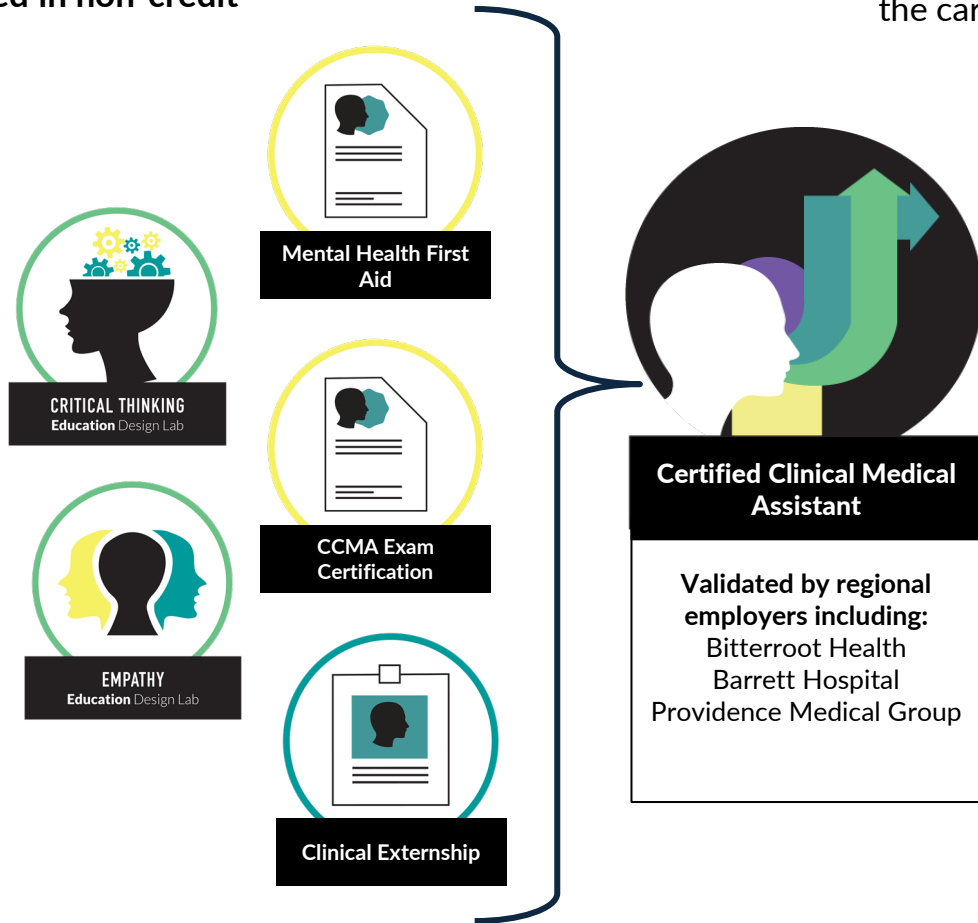 ed in non-credit
the car
Mental Health First
Aid
CRITICAL THINKING
Education Design Lab
CCMA Exam
Certification
EMPATHY
Education Design Lab
Clinical Externship
Certified Clinical Medical
Assistant
Validated by regional
employers including:
Bitterroot Health
Barrett Hospital
Providence Medical Group